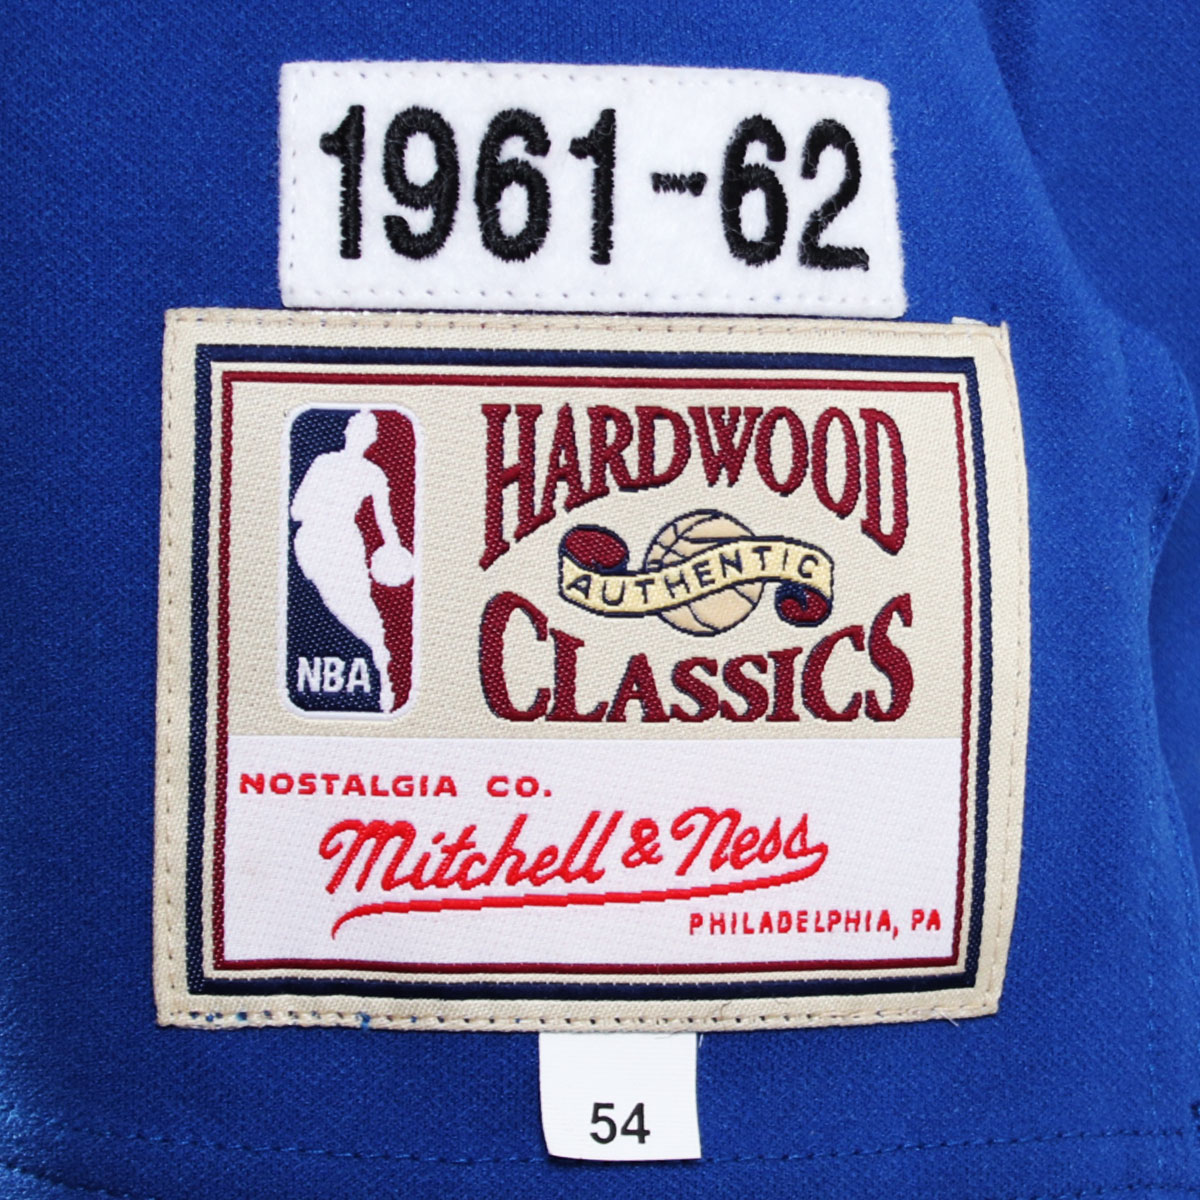 1961-62
HARDWOOD
AUTHENTIC
CLASSICS
NBA
NOSTALGIA CO.
Mitchell & Ness
PHILADELPHIA, PA
54